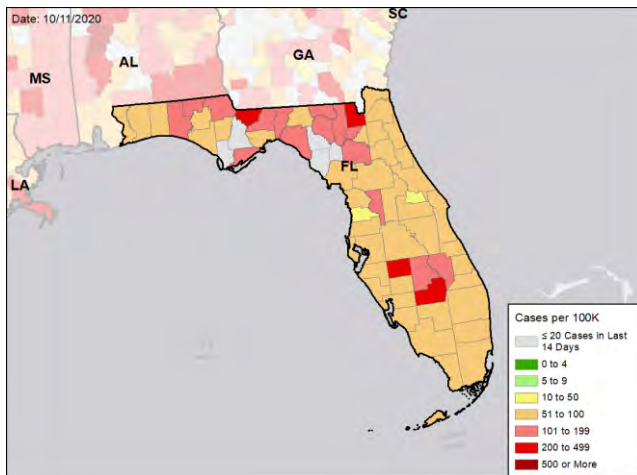 Date: 10/11/2020
SC
AL
GA
MS
FL
LA
Cases per 100K
≤ 20 Cases in Last
14 Days
0 to 4
5 to 9
10 to 50
51 to 100
101 to 199
200 to 499
500 or More